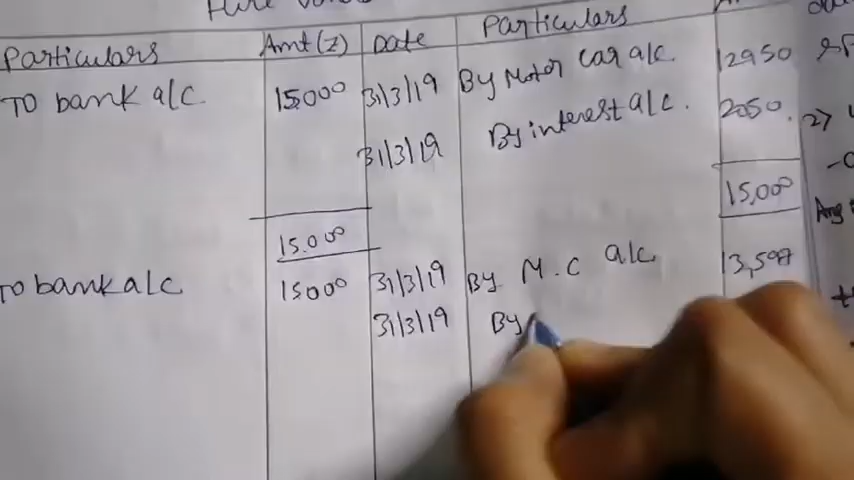 Particulars Amt (₹) Date Particulars
To bank a/c 15000 31/3/19 By Motor car a/c 12950
31/3/19 By interest a/c. 2050.
15,000
15,000
To bank a/c 15000 31/3/19 By M.C a/c 13,597
31/3/19 By